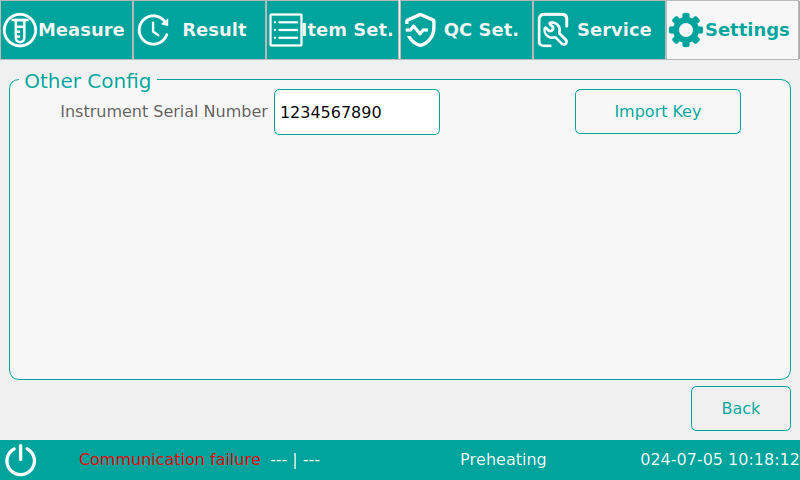 Measure Result Item Set. QC Set. Service Settings
Other Config
Instrument Serial Number 1234567890 Import Key
Back
Communication failure --- | --- Preheating 024-07-05 10:18:12